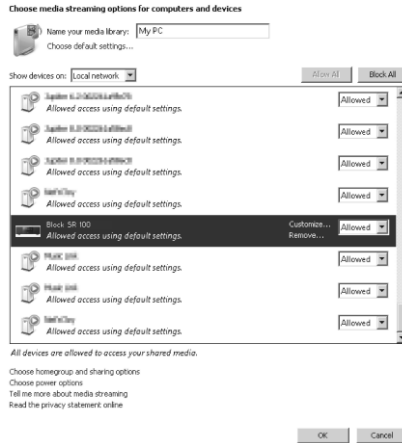 Choose media streaming options for computers and devices
Name your media library: My PC
Choose default settings...
Show devices on: Local network
Allow All Block All
Allowed
Allowed access using default settings.
Allowed
Allowed access using default settings.
Allowed
Allowed access using default settings.
Allowed
Allowed access using default settings.
Block SR 100 Customize... Allowed
Allowed access using default settings. Remove...
Allowed
Allowed access using default settings.
Allowed
Allowed access using default settings.
Allowed
Allowed access using default settings.
All devices are allowed to access your shared media.
Choose homegroup and sharing options
Choose power options
Tell me more about media streaming
Read the privacy statement online
OK Cancel